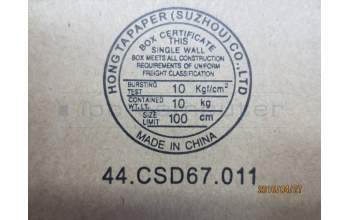 HONG TA PAPER (SUZHOU) CO., LTD
BOX CERTIFICATE
THIS
SINGLE WALL
BOX MEETS ALL CONSTRUCTION
REQUIREMENTS OF UNIFORM
FREIGHT CLASSIFICATION
BURSTING TEST 10 Kgf/cm²
CONTAINED WT. LT. 10 kg
SIZE LIMIT 100 cm
MADE IN CHINA
44.CSD67.011